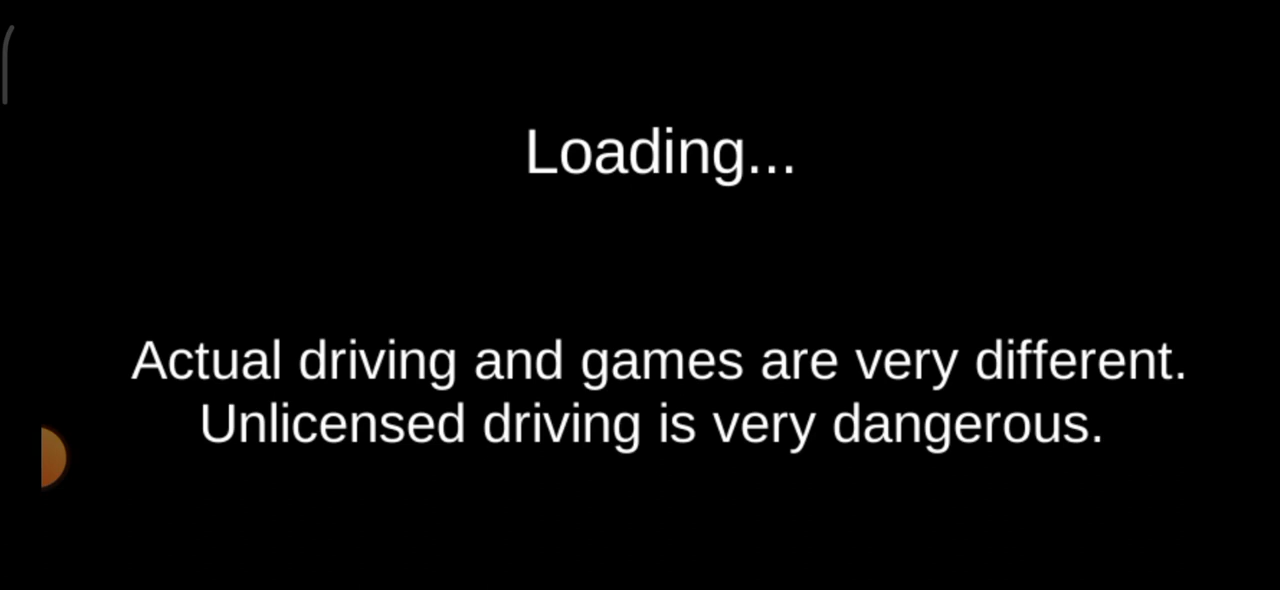 Loading...
Actual driving and games are very different.
Unlicensed driving is very dangerous.